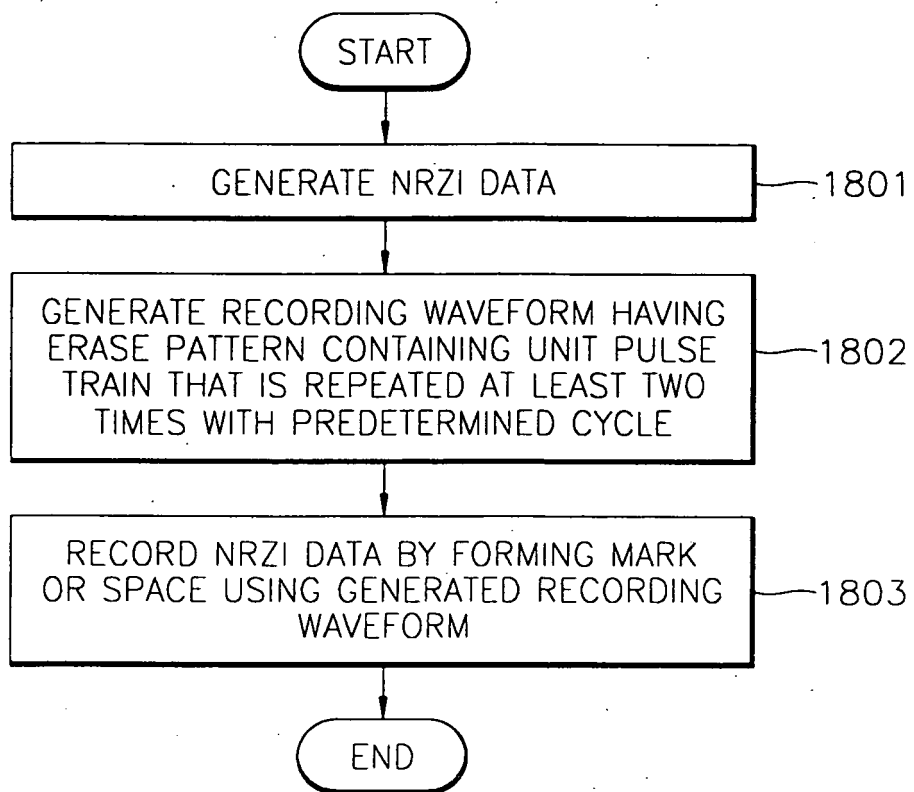 START
GENERATE NRZI DATA
1801
GENERATE RECORDING WAVEFORM HAVING
ERASE PATTERN CONTAINING UNIT PULSE
TRAIN THAT IS REPEATED AT LEAST TWO
TIMES WITH PREDETERMINED CYCLE
1802
RECORD NRZI DATA BY FORMING MARK
OR SPACE USING GENERATED RECORDING
WAVEFORM
1803
END